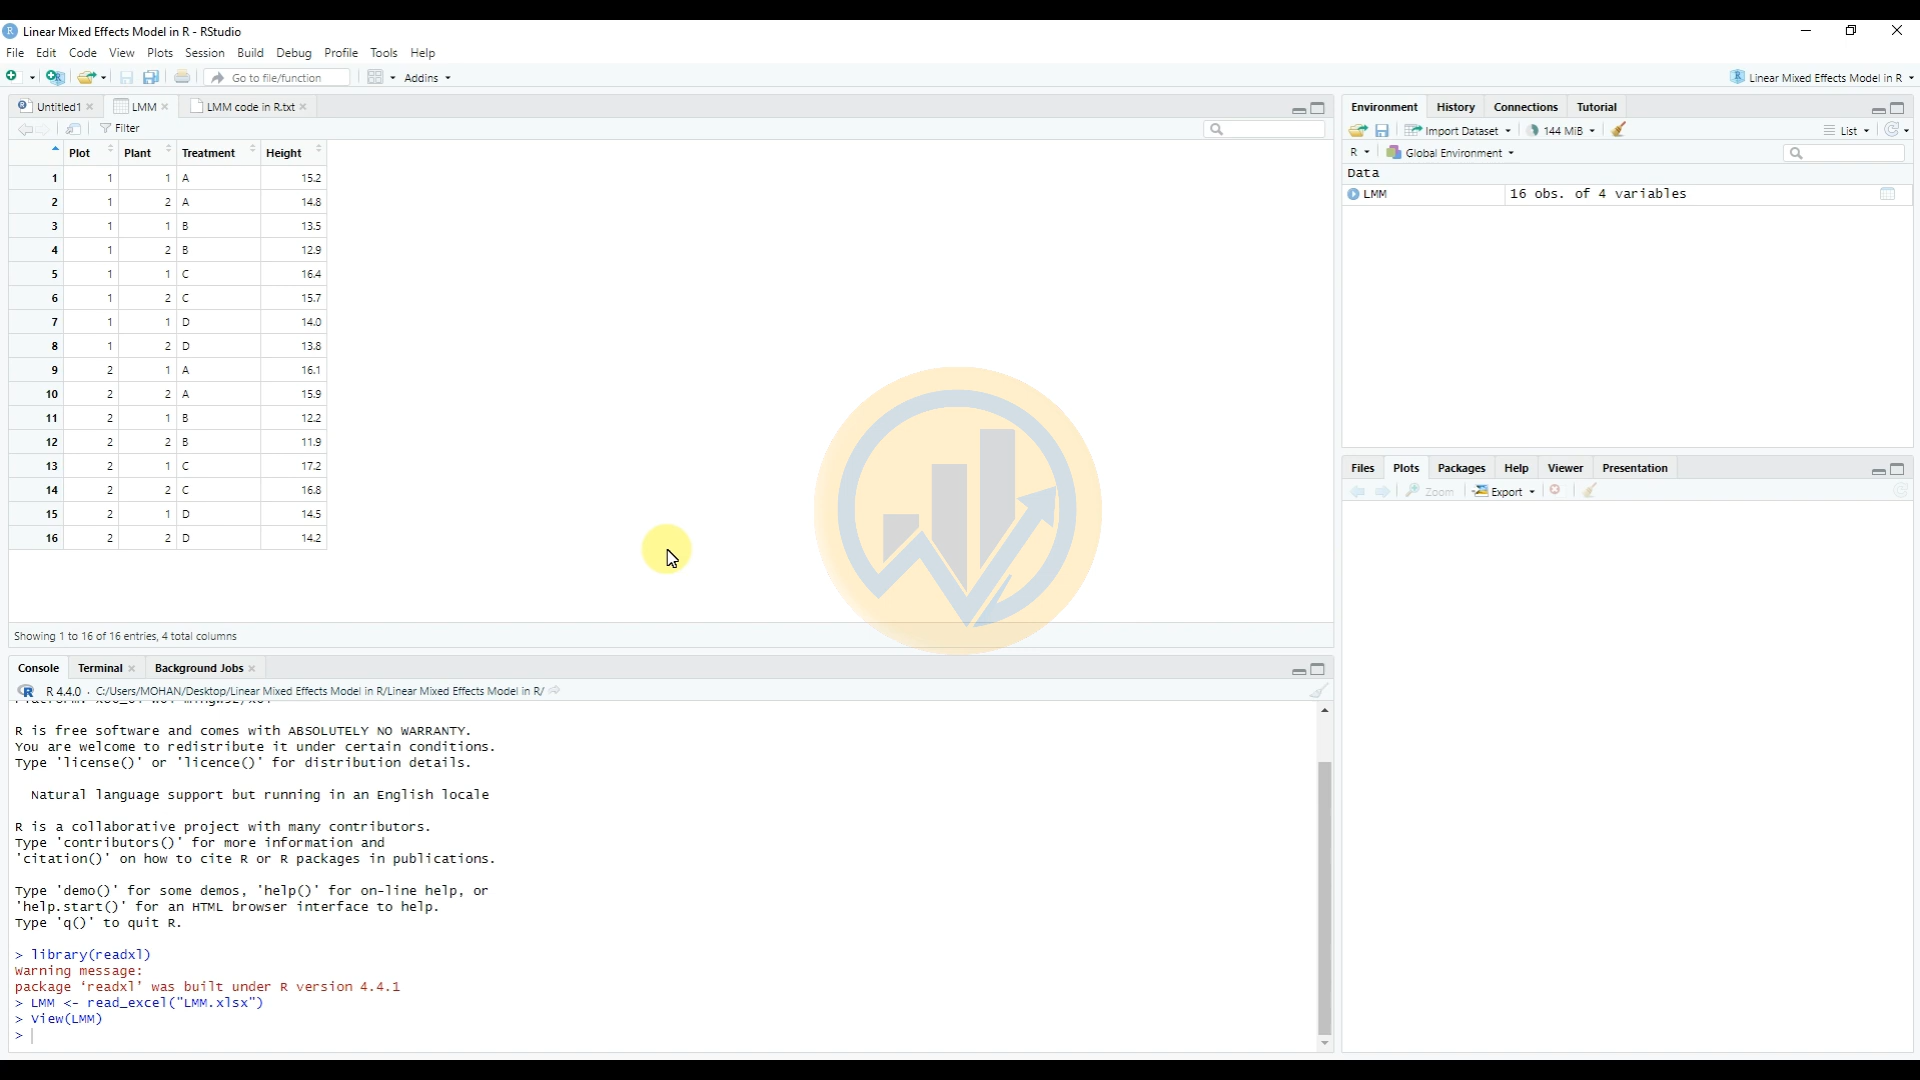 Linear Mixed Effects Model in R - RStudio
File Edit Code View Plots Session Build Debug Profile Tools Help
Go to file/function Addins Linear Mixed Effects Model in R
Untitled1 LMM LMM code in R.txt
Filter
Plot Plant Treatment Height
1 1 1 A 15.2
2 1 2 A 14.8
3 1 1 B 13.5
4 1 2 B 12.9
5 1 1 C 16.4
6 1 2 C 15.7
7 1 1 D 14.0
8 1 2 D 13.8
9 2 1 A 16.1
10 2 2 A 15.9
11 2 1 B 12.2
12 2 2 B 11.9
13 2 1 C 17.2
14 2 2 C 16.8
15 2 1 D 14.5
16 2 2 D 14.2
Showing 1 to 16 of 16 entries, 4 total columns
Console Terminal Background Jobs
R 4.4.0 · C:/Users/MOHAN/Desktop/Linear Mixed Effects Model in R/Linear Mixed Effects Model in R/
R is free software and comes with ABSOLUTELY NO WARRANTY.
You are welcome to redistribute it under certain conditions.
Type 'license()' or 'licence()' for distribution details.
Natural language support but running in an English locale
R is a collaborative project with many contributors.
Type 'contributors()' for more information and
'citation()' on how to cite R or R packages in publications.
Type 'demo()' for some demos, 'help()' for on-line help, or
'help.start()' for an HTML browser interface to help.
Type 'q()' to quit R.
> library(readxl)
Warning message:
package ‘readxl’ was built under R version 4.4.1
> LMM <- read_excel("LMM.xlsx")
> View(LMM)
>
Environment History Connections Tutorial
Import Dataset 144 MiB List
R Global Environment
Data
LMM 16 obs. of 4 variables
Files Plots Packages Help Viewer Presentation
Zoom Export